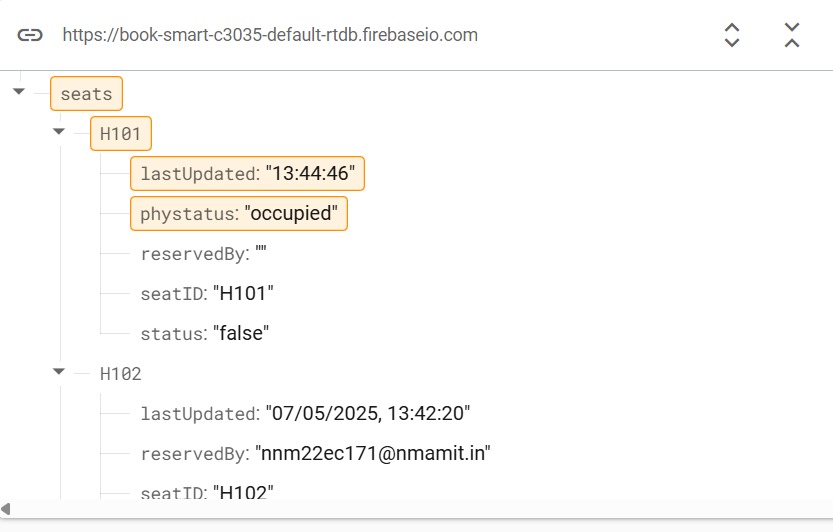 https://book-smart-c3035-default-rtdb.firebaseio.com
seats
H101
lastUpdated: "13:44:46"
phystatus: "occupied"
reservedBy: ""
seatID: "H101"
status: "false"
H102
lastUpdated: "07/05/2025, 13:42:20"
reservedBy: "nnm22ec171@nmamit.in"
seatID: "H102"